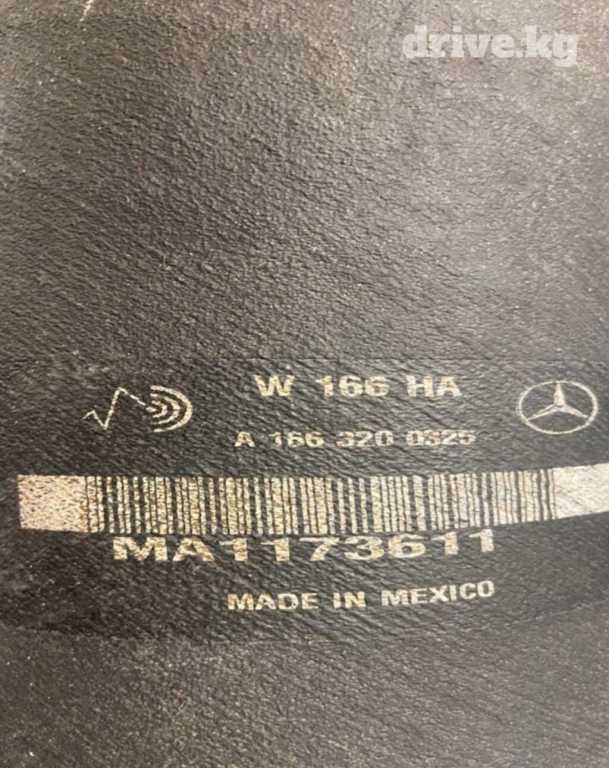 drive.kg
W 166 HA
A 166 320 0325
MA1173611
MADE IN MEXICO